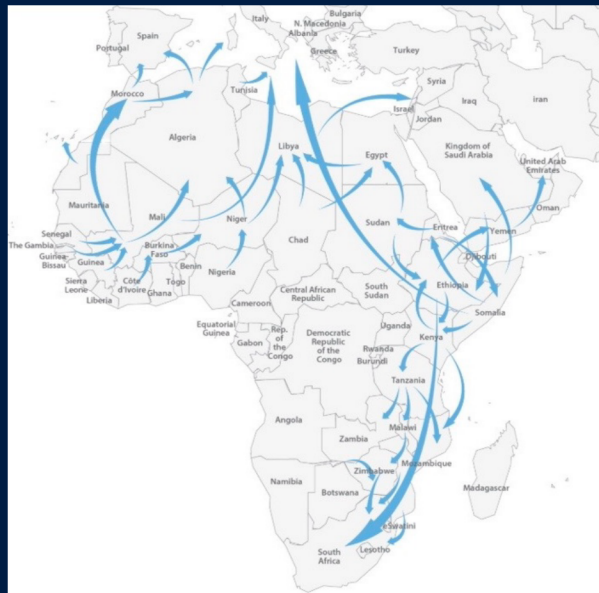 Italy
Bulgaria
N. Macedonia
Albania
Spain
Portugal
Greece
Turkey
Syria
Iraq
iran
Morocco
Tunisia
Israel
Jordan
Algeria
Libya
Egypt
Kingdom of
Saudi Arabia
United Arab
Emirates
Oman
Mauritania
Mali
Niger
Chad
Sudan
Eritrea
Yemen
Senegal
The Gambia
Guinea-
Bissau
Guinea
Sierra
Leone
Liberia
Côte
d'Ivoire
Burkina
Faso
Ghana
Togo
Benin
Nigeria
Djibouti
Ethiopia
Somalia
South
Sudan
Central African
Republic
Cameroon
Equatorial
Guinea
Gabon
Rep.
of the
Congo
Democratic
Republic
of the Congo
Uganda
Kenya
Rwanda
Burundi
Tanzania
Angola
Zambia
Malawi
Mozambique
Zimbabwe
Namibia
Botswana
Madagascar
eSwatini
Lesotho
South
Africa